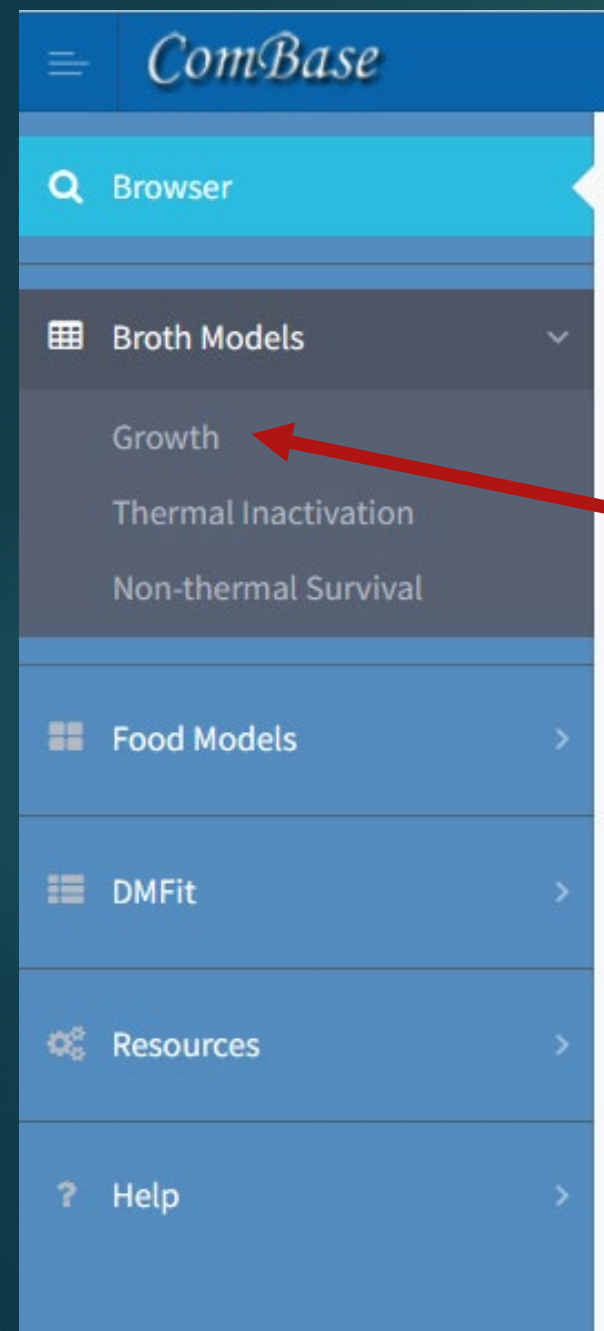 ComBase
Browser
Broth Models
Growth
Thermal Inactivation
Non-thermal Survival
Food Models
DMFit
Resources
? Help